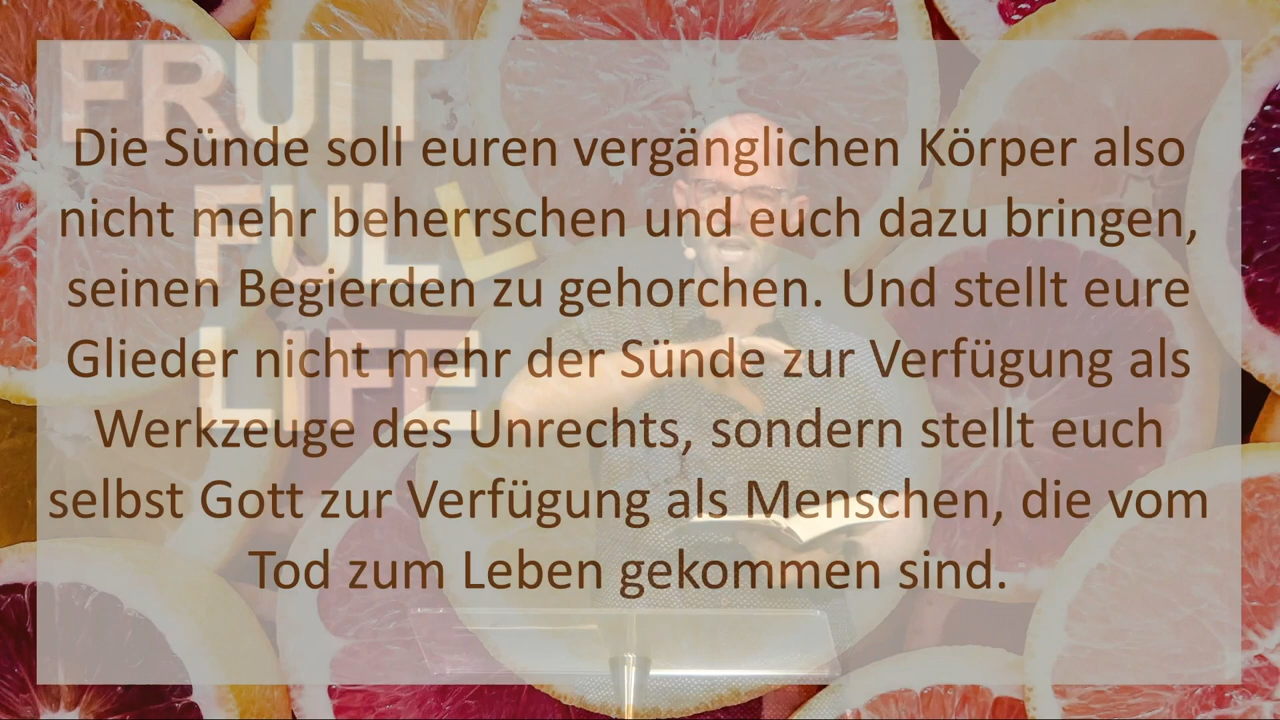 FRUIT
FULL
LIFE
Die Sünde soll euren vergänglichen Körper also
nicht mehr beherrschen und euch dazu bringen,
seinen Begierden zu gehorchen. Und stellt eure
Glieder nicht mehr der Sünde zur Verfügung als
Werkzeuge des Unrechts, sondern stellt euch
selbst Gott zur Verfügung als Menschen, die vom
Tod zum Leben gekommen sind.